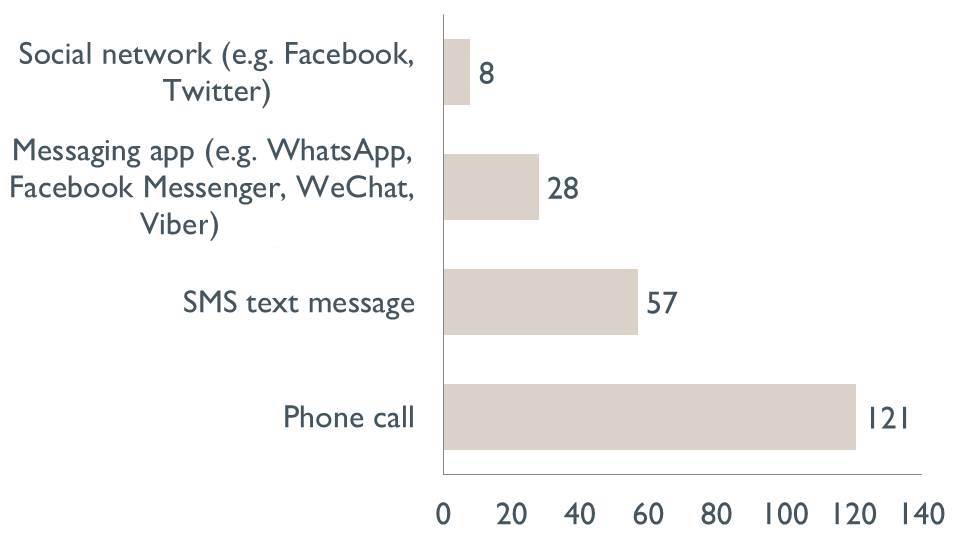 Social network (e.g. Facebook,
Twitter)
8
Messaging app (e.g. WhatsApp,
Facebook Messenger, WeChat,
Viber)
28
SMS text message
57
Phone call
121
0 20 40 60 80 100 120 140